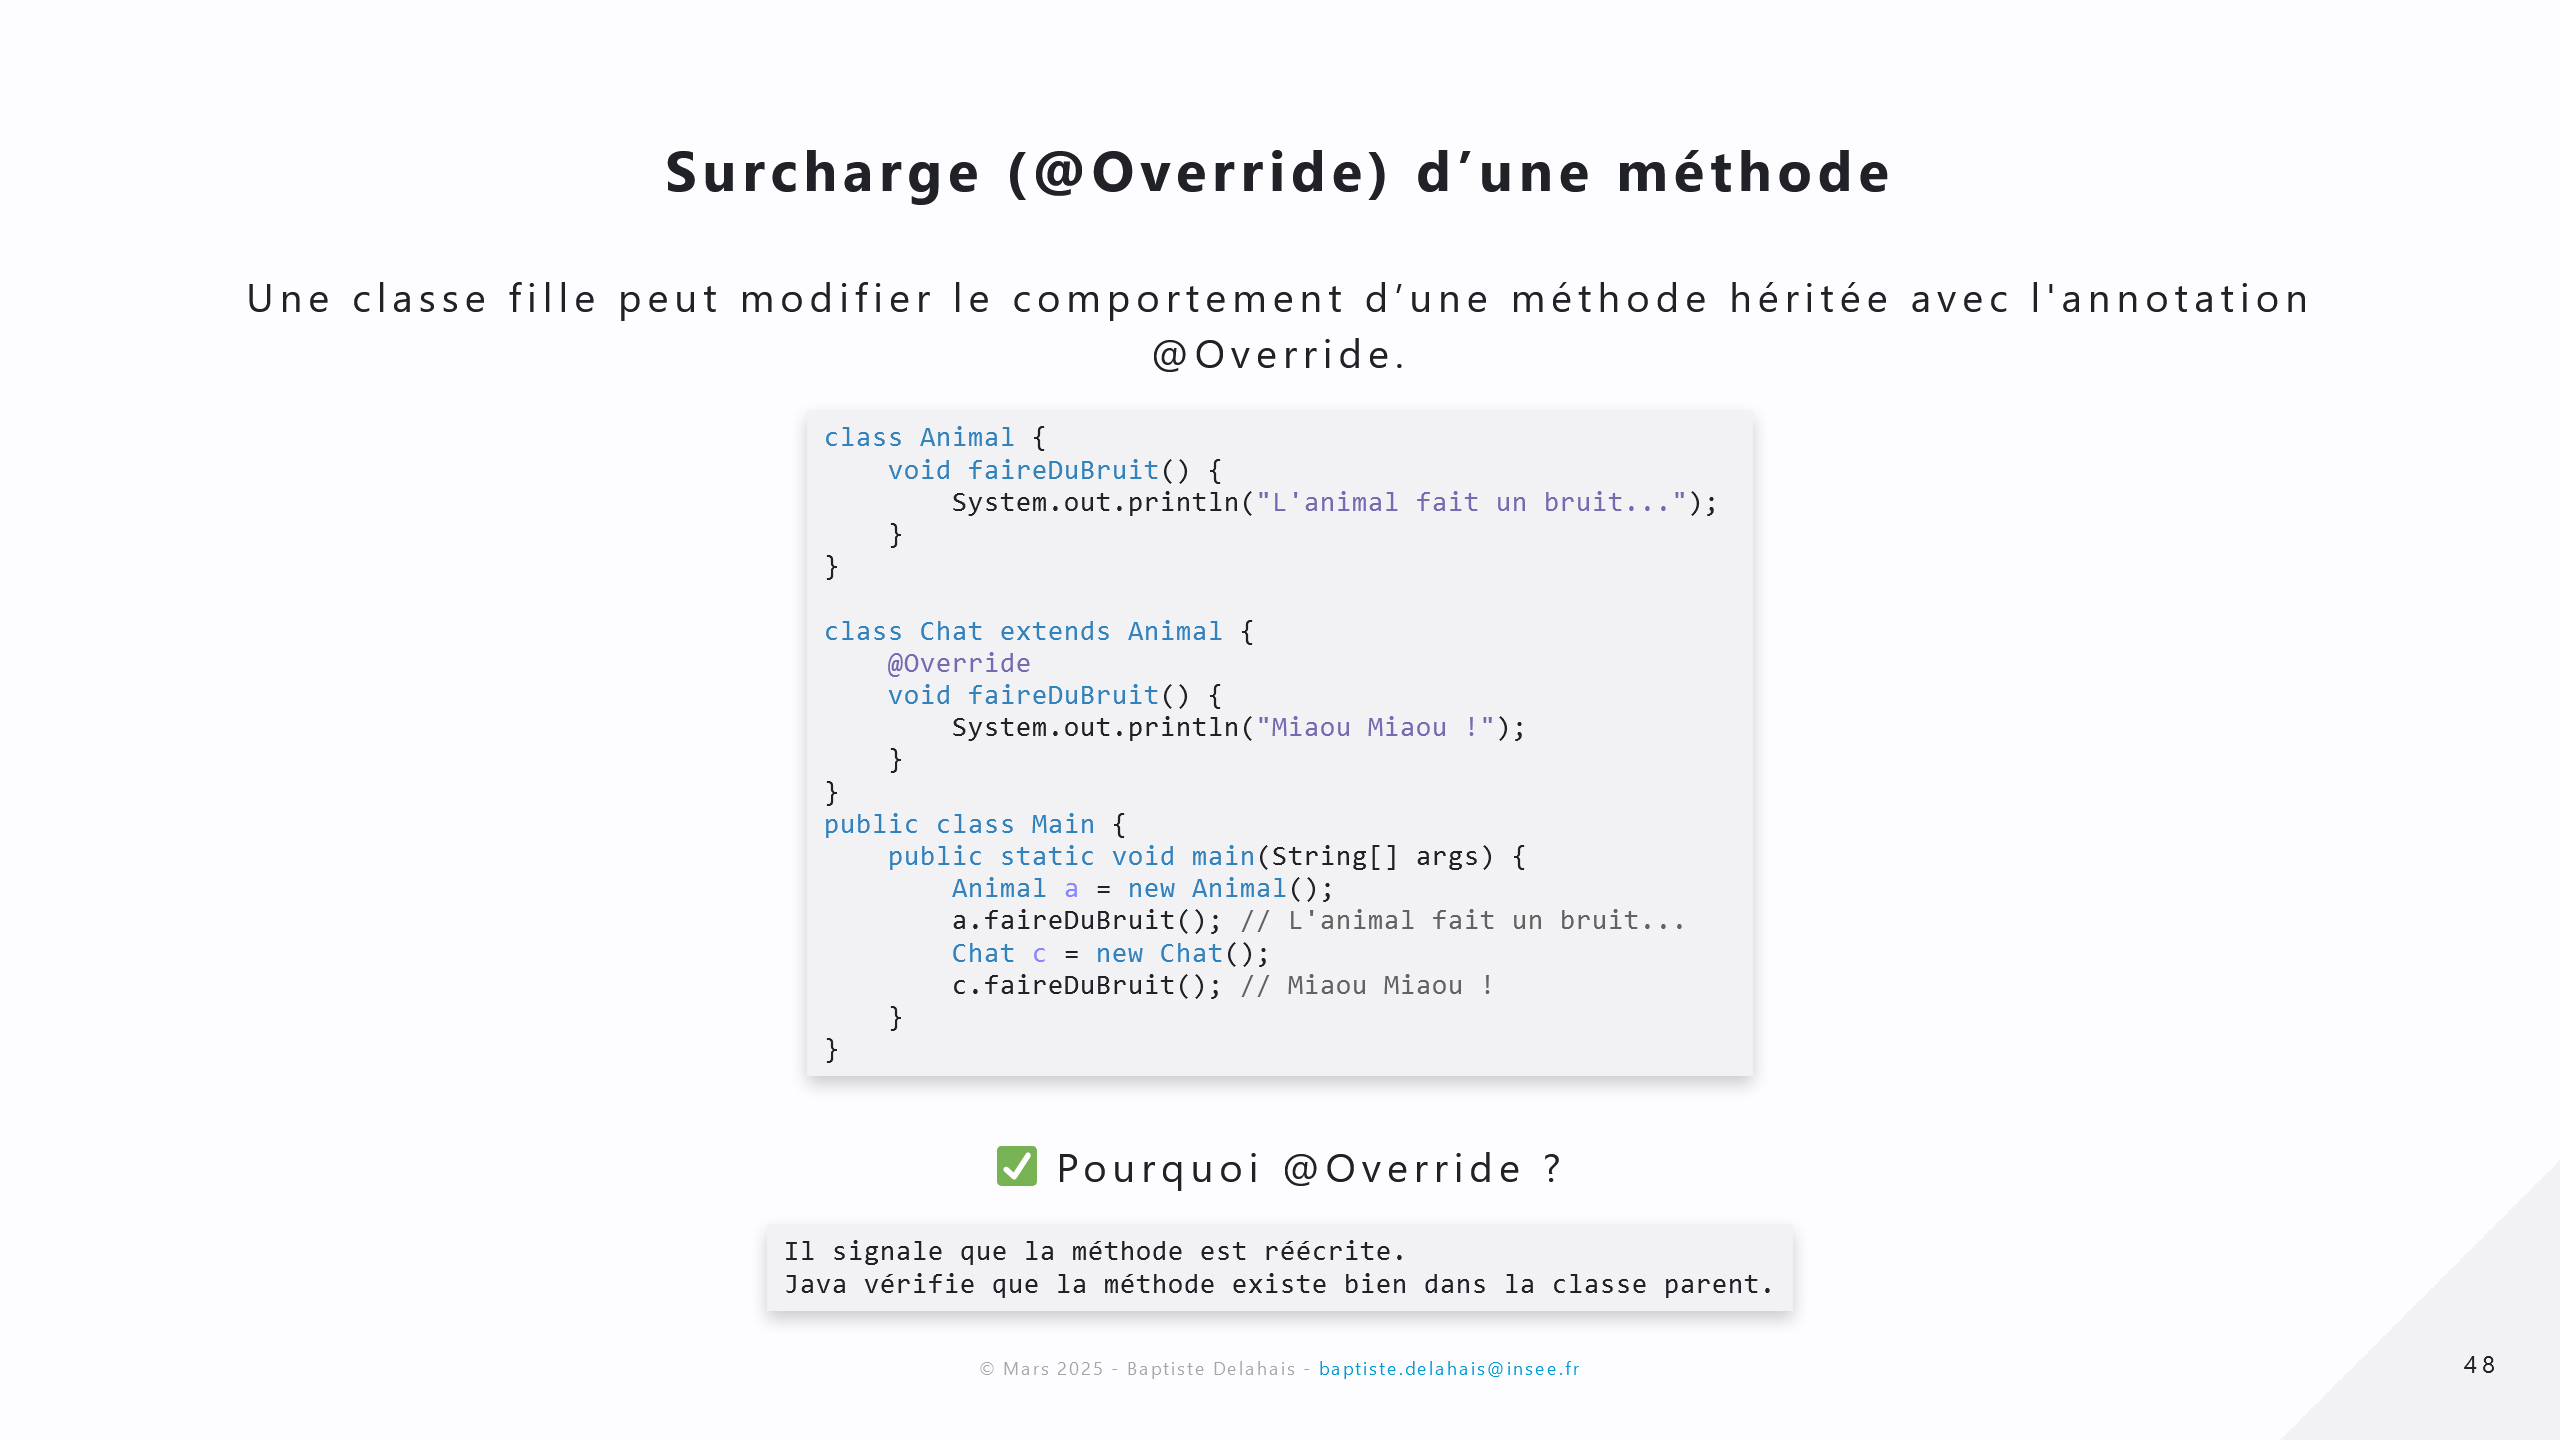 Surcharge (@Override) d’une méthode
Une classe fille peut modifier le comportement d’une méthode héritée avec l'annotation
@Override.
class Animal {
    void faireDuBruit() {
        System.out.println("L'animal fait un bruit...");
    }
}

class Chat extends Animal {
    @Override
    void faireDuBruit() {
        System.out.println("Miaou Miaou !");
    }
}
public class Main {
    public static void main(String[] args) {
        Animal a = new Animal();
        a.faireDuBruit(); // L'animal fait un bruit...
        Chat c = new Chat();
        c.faireDuBruit(); // Miaou Miaou !
    }
}
✅ Pourquoi @Override ?
Il signale que la méthode est réécrite.
Java vérifie que la méthode existe bien dans la classe parent.
© Mars 2025 - Baptiste Delahais - baptiste.delahais@insee.fr
48